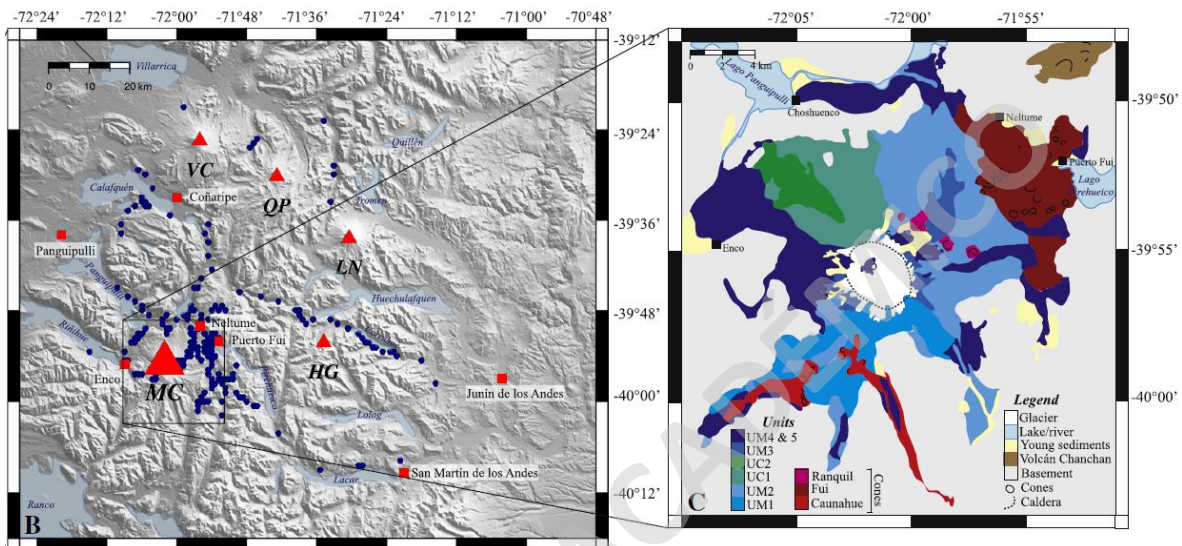 -72°24' -72°12' -72°00' -71°48' -71°36' -71°24' -71°12' -71°00' -70°48'
-39°12'
-39°24'
-39°36'
-39°48'
-40°00'
-40°12'
Villarrica
0 10 20 km
VC
Quillén
Calafquén
QP
Tromen
Coñaripe
Panguipulli
LN
Panguipulli
Huechulafquen
Neltume
Riñihue
Puerto Fui
Enco
MC
HG
Junín de los Andes
Lolog
San Martín de los Andes
Lacar
Ranco
B
-72°05' -72°00' -71°55'
-39°50'
-39°55'
-40°00'
0 2 4 km
Lago Panguipulli
Choshuenco
Neltume
Puerto Fui
Lago
Pirehueico
Enco
Units
UM4 & 5
UM3
UC2
UC1
UM2
UM1
Ranquil
Fui
Caunahue
Cones
Legend
Glacier
Lake/river
Young sediments
Volcán Chanchan
Basement
Cones
Caldera
C